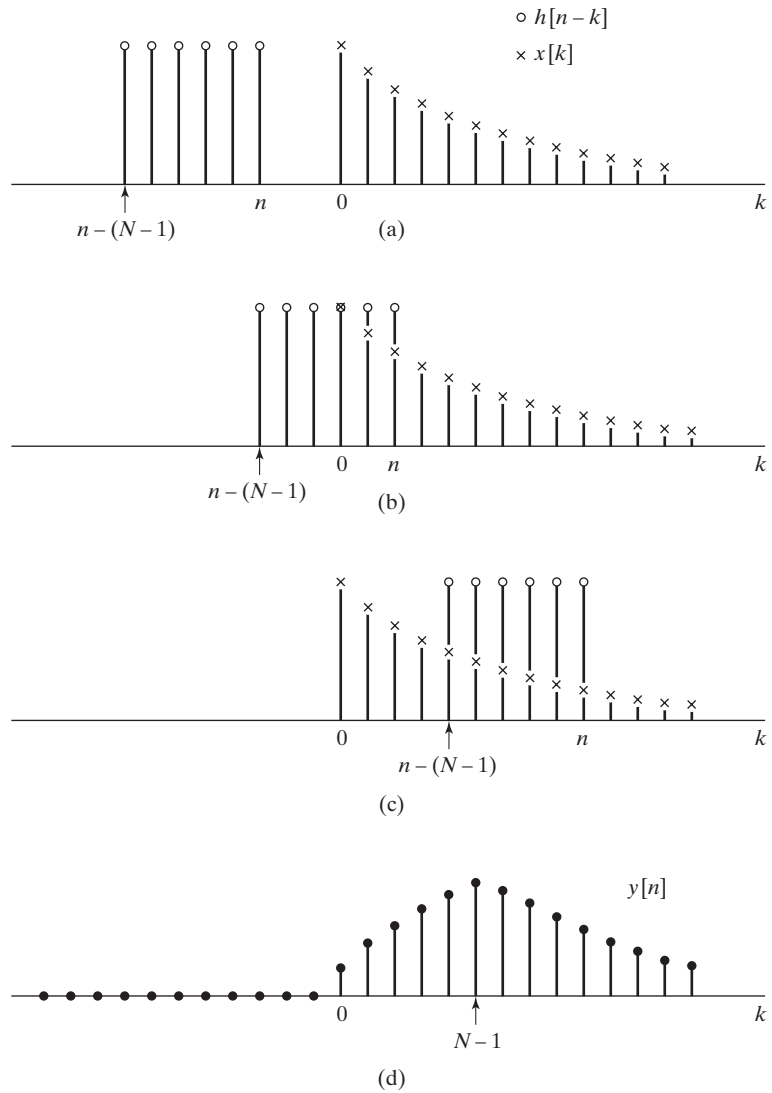 h[n – k]
x[k]
n 0 k
n – (N – 1)
(a)
0 n k
n – (N – 1)
(b)
0 n k
n – (N – 1)
(c)
y[n]
0 k
N – 1
(d)